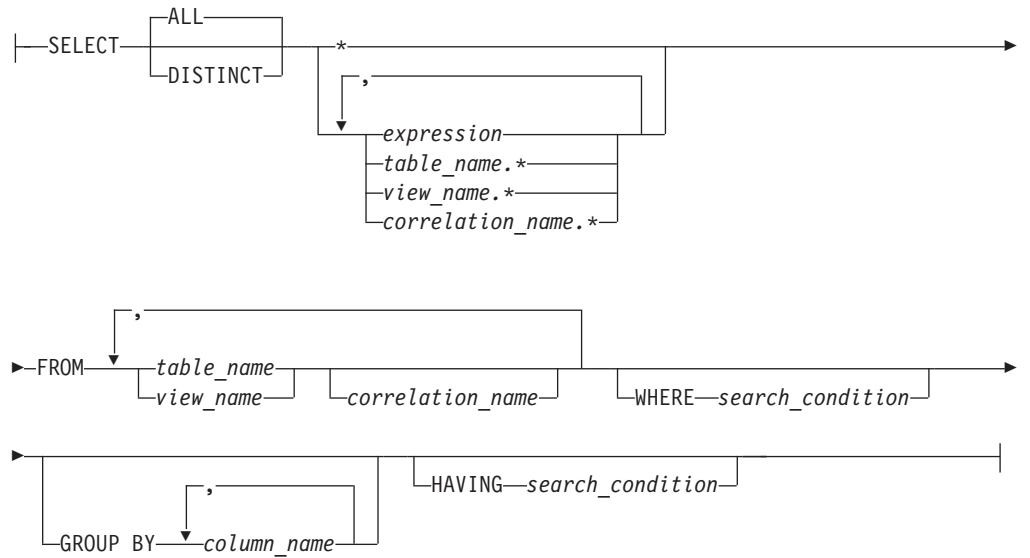 ALL
SELECT *
DISTINCT ,
expression
table_name.*
view_name.*
correlation_name.*
,
FROM table_name
view_name correlation_name WHERE search_condition
, HAVING search_condition
GROUP BY column_name